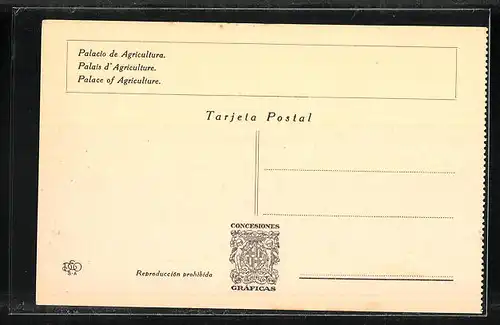 Palacio de Agricultura.
Palais d'Agriculture.
Palace of Agriculture.
Tarjeta Postal
CONCESIONES
GRÁFICAS
Reproducción prohibida
S.A